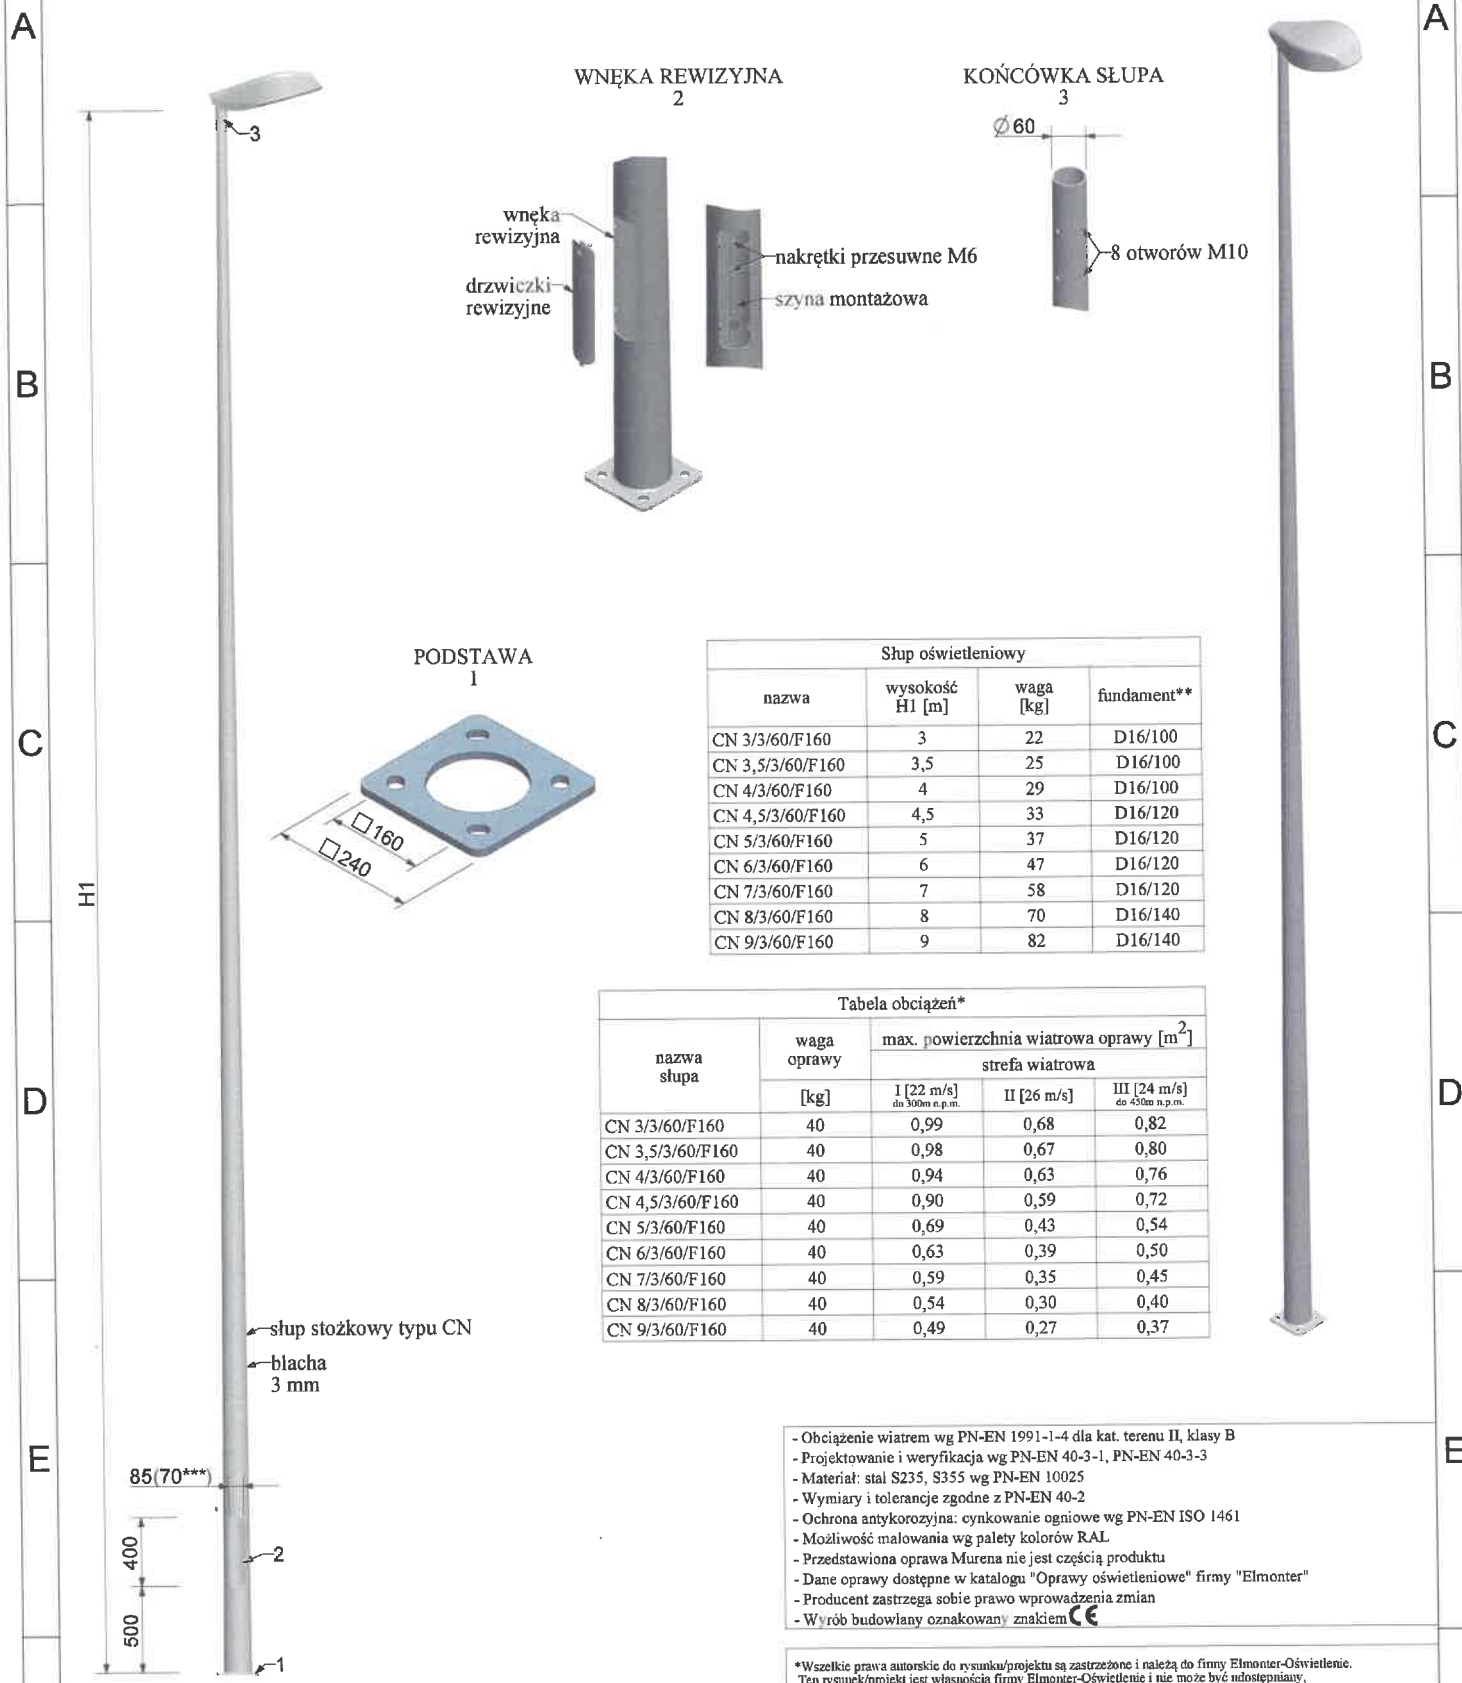 A
A
WNĘKA REWIZYJNA
2
KOŃCÓWKA SŁUPA
3
3
Ø60
wnęka
rewizyjna
drzwiczki
rewizyjne
nakrętki przesuwne M6
szyna montażowa
8 otworów M10
B
B
PODSTAWA
1
□160
□240
C
C
H1
Słup oświetleniowy
nazwa wysokość H1 [m] waga [kg] fundament**
CN 3/3/60/F160 3 22 D16/100
CN 3,5/3/60/F160 3,5 25 D16/100
CN 4/3/60/F160 4 29 D16/100
CN 4,5/3/60/F160 4,5 33 D16/120
CN 5/3/60/F160 5 37 D16/120
CN 6/3/60/F160 6 47 D16/120
CN 7/3/60/F160 7 58 D16/120
CN 8/3/60/F160 8 70 D16/140
CN 9/3/60/F160 9 82 D16/140
Tabela obciążeń*
nazwa słupa waga oprawy max. powierzchnia wiatrowa oprawy [m²]
strefa wiatrowa
[kg] I [22 m/s] do 300m n.p.m. II [26 m/s] III [24 m/s] do 450m n.p.m.
CN 3/3/60/F160 40 0,99 0,68 0,82
CN 3,5/3/60/F160 40 0,98 0,67 0,80
CN 4/3/60/F160 40 0,94 0,63 0,76
CN 4,5/3/60/F160 40 0,90 0,59 0,72
CN 5/3/60/F160 40 0,69 0,43 0,54
CN 6/3/60/F160 40 0,63 0,39 0,50
CN 7/3/60/F160 40 0,59 0,35 0,45
CN 8/3/60/F160 40 0,54 0,30 0,40
CN 9/3/60/F160 40 0,49 0,27 0,37
D
D
słup stożkowy typu CN
blacha
3 mm
E
E
85(70***)
400
2
500
1
- Obciążenie wiatrem wg PN-EN 1991-1-4 dla kat. terenu II, klasy B
- Projektowanie i weryfikacja wg PN-EN 40-3-1, PN-EN 40-3-3
- Materiał: stal S235, S355 wg PN-EN 10025
- Wymiary i tolerancje zgodne z PN-EN 40-2
- Ochrona antykorozyjna: cynkowanie ogniowe wg PN-EN ISO 1461
- Możliwość malowania wg palety kolorów RAL
- Przedstawiona oprawa Murena nie jest częścią produktu
- Dane oprawy dostępne w katalogu "Oprawy oświetleniowe" firmy "Elmonter"
- Producent zastrzega sobie prawo wprowadzenia zmian
- Wyrób budowlany oznakowany znakiem CE
*Wszelkie prawa autorskie do rysunku/projektu są zastrzeżone i należą do firmy Elmonter-Oświetlenie.
Ten rysunek/projekt jest własnością firmy Elmonter-Oświetlenie i nie może być udostępniany,